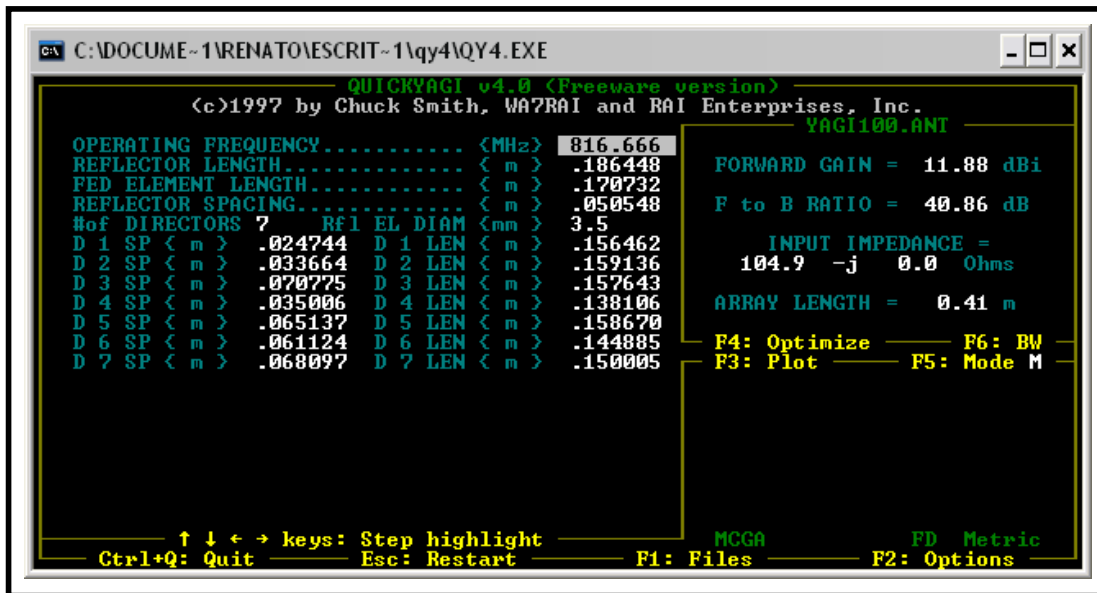 C:\DOCUME~1\RENATO\ESCRIT~1\qy4\QY4.EXE
QUICKYAGI v4.0 (Freeware version)
(c)1997 by Chuck Smith, WA7RAI and RAI Enterprises, Inc.
YAGI100.ANT
OPERATING FREQUENCY........... {MHz} 816.666
REFLECTOR LENGTH............. { m } .186448
FORWARD GAIN = 11.88 dBi
FED ELEMENT LENGTH............ { m } .170732
REFLECTOR SPACING............. { m } .050548
F to B RATIO = 40.86 dB
#of DIRECTORS 7 Rfl EL DIAM {mm } 3.5
D 1 SP { m } .024744 D 1 LEN { m } .156462
INPUT IMPEDANCE =
D 2 SP { m } .033664 D 2 LEN { m } .159136
104.9 -j 0.0 Ohms
D 3 SP { m } .070775 D 3 LEN { m } .157643
D 4 SP { m } .035006 D 4 LEN { m } .138106
ARRAY LENGTH = 0.41 m
D 5 SP { m } .065137 D 5 LEN { m } .158670
D 6 SP { m } .061124 D 6 LEN { m } .144885
F4: Optimize F6: BW
D 7 SP { m } .068097 D 7 LEN { m } .150005
F3: Plot F5: Mode M
↑ ↓ ← → keys: Step highlight
MCGA FD Metric
Ctrl+Q: Quit Esc: Restart F1: Files F2: Options